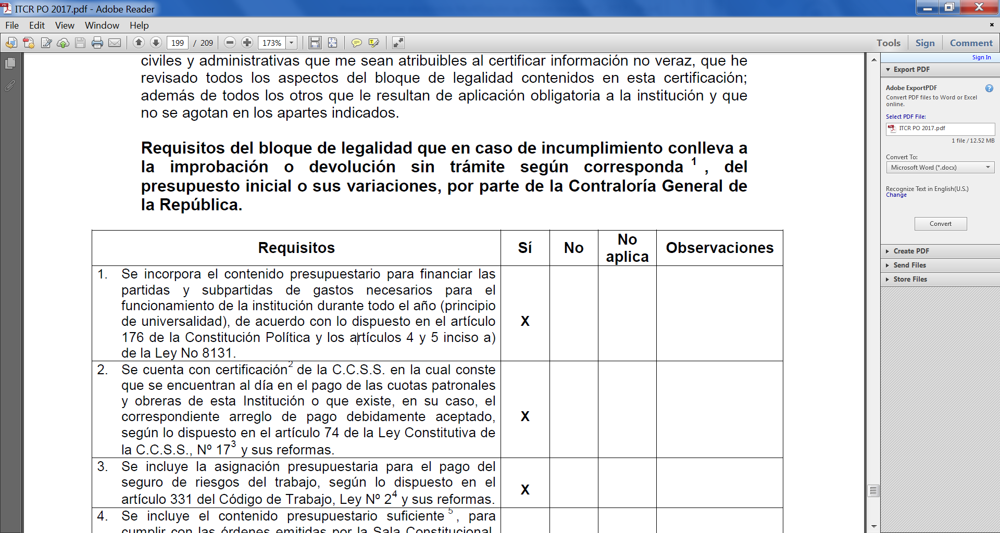 ITCR PO 2017.pdf - Adobe Reader
File Edit View Window Help
199 / 209 173% Tools Sign Comment
civiles y administrativas que me sean atribuibles al certificar información no veraz, que he
revisado todos los aspectos del bloque de legalidad contenidos en esta certificación;
además de todos los otros que le resultan de aplicación obligatoria a la institución y que
no se agotan en los apartes indicados.
Requisitos del bloque de legalidad que en caso de incumplimiento conlleva a
la improbación o devolución sin trámite según corresponda 1 , del
presupuesto inicial o sus variaciones, por parte de la Contraloría General de
la República.
Requisitos Sí No No aplica Observaciones
1. Se incorpora el contenido presupuestario para financiar las
partidas y subpartidas de gastos necesarios para el
funcionamiento de la institución durante todo el año (principio
de universalidad), de acuerdo con lo dispuesto en el artículo
176 de la Constitución Política y los artículos 4 y 5 inciso a)
de la Ley No 8131.
X
2. Se cuenta con certificación2 de la C.C.S.S. en la cual conste
que se encuentran al día en el pago de las cuotas patronales
y obreras de esta Institución o que existe, en su caso, el
correspondiente arreglo de pago debidamente aceptado,
según lo dispuesto en el artículo 74 de la Ley Constitutiva de
la C.C.S.S., Nº 173 y sus reformas.
X
3. Se incluye la asignación presupuestaria para el pago del
seguro de riesgos del trabajo, según lo dispuesto en el
artículo 331 del Código de Trabajo, Ley Nº 24 y sus reformas.
X
4. Se incluye el contenido presupuestario suficiente 5 , para
cumplir con las órdenes emitidas por la Sala Constitucional,
Sign In
Export PDF
Adobe ExportPDF
Convert PDF files to Word or Excel
online.
Select PDF File:
ITCR PO 2017.pdf
1 file / 12.52 MB
Convert To:
Microsoft Word (*.docx)
Recognize Text in English(U.S.)
Change
Convert
Create PDF
Send Files
Store Files